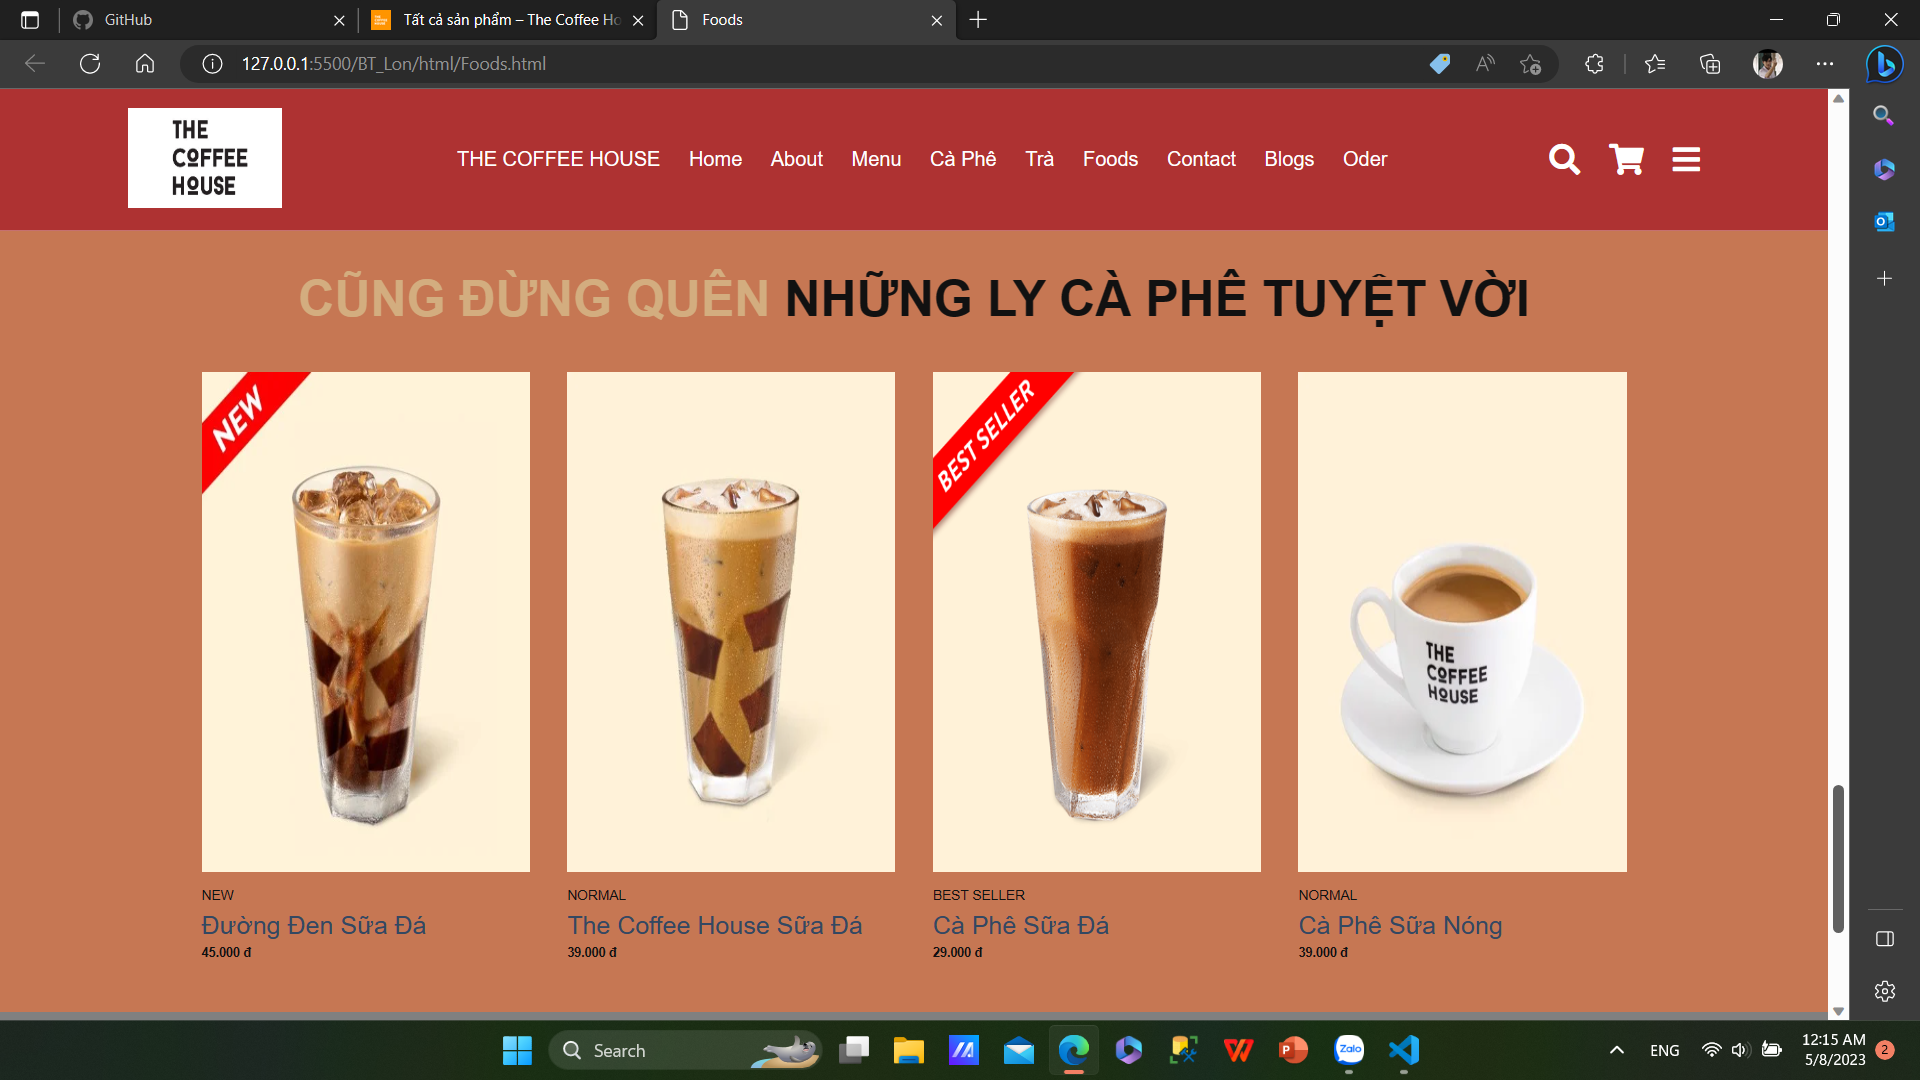 GitHub
Tất cả sản phẩm – The Coffee Ho
Foods
127.0.0.1:5500/BT_Lon/html/Foods.html
THE
COFFEE
HOUSE
THE COFFEE HOUSE Home About Menu Cà Phê Trà Foods Contact Blogs Oder
CŨNG ĐỪNG QUÊN NHỮNG LY CÀ PHÊ TUYỆT VỜI
NEW
BEST SELLER
THE
COFFEE
HOUSE
NEW
Đường Đen Sữa Đá
45.000 đ
NORMAL
The Coffee House Sữa Đá
39.000 đ
BEST SELLER
Cà Phê Sữa Đá
29.000 đ
NORMAL
Cà Phê Sữa Nóng
39.000 đ
Search
Zalo
ENG
12:15 AM
5/8/2023
2